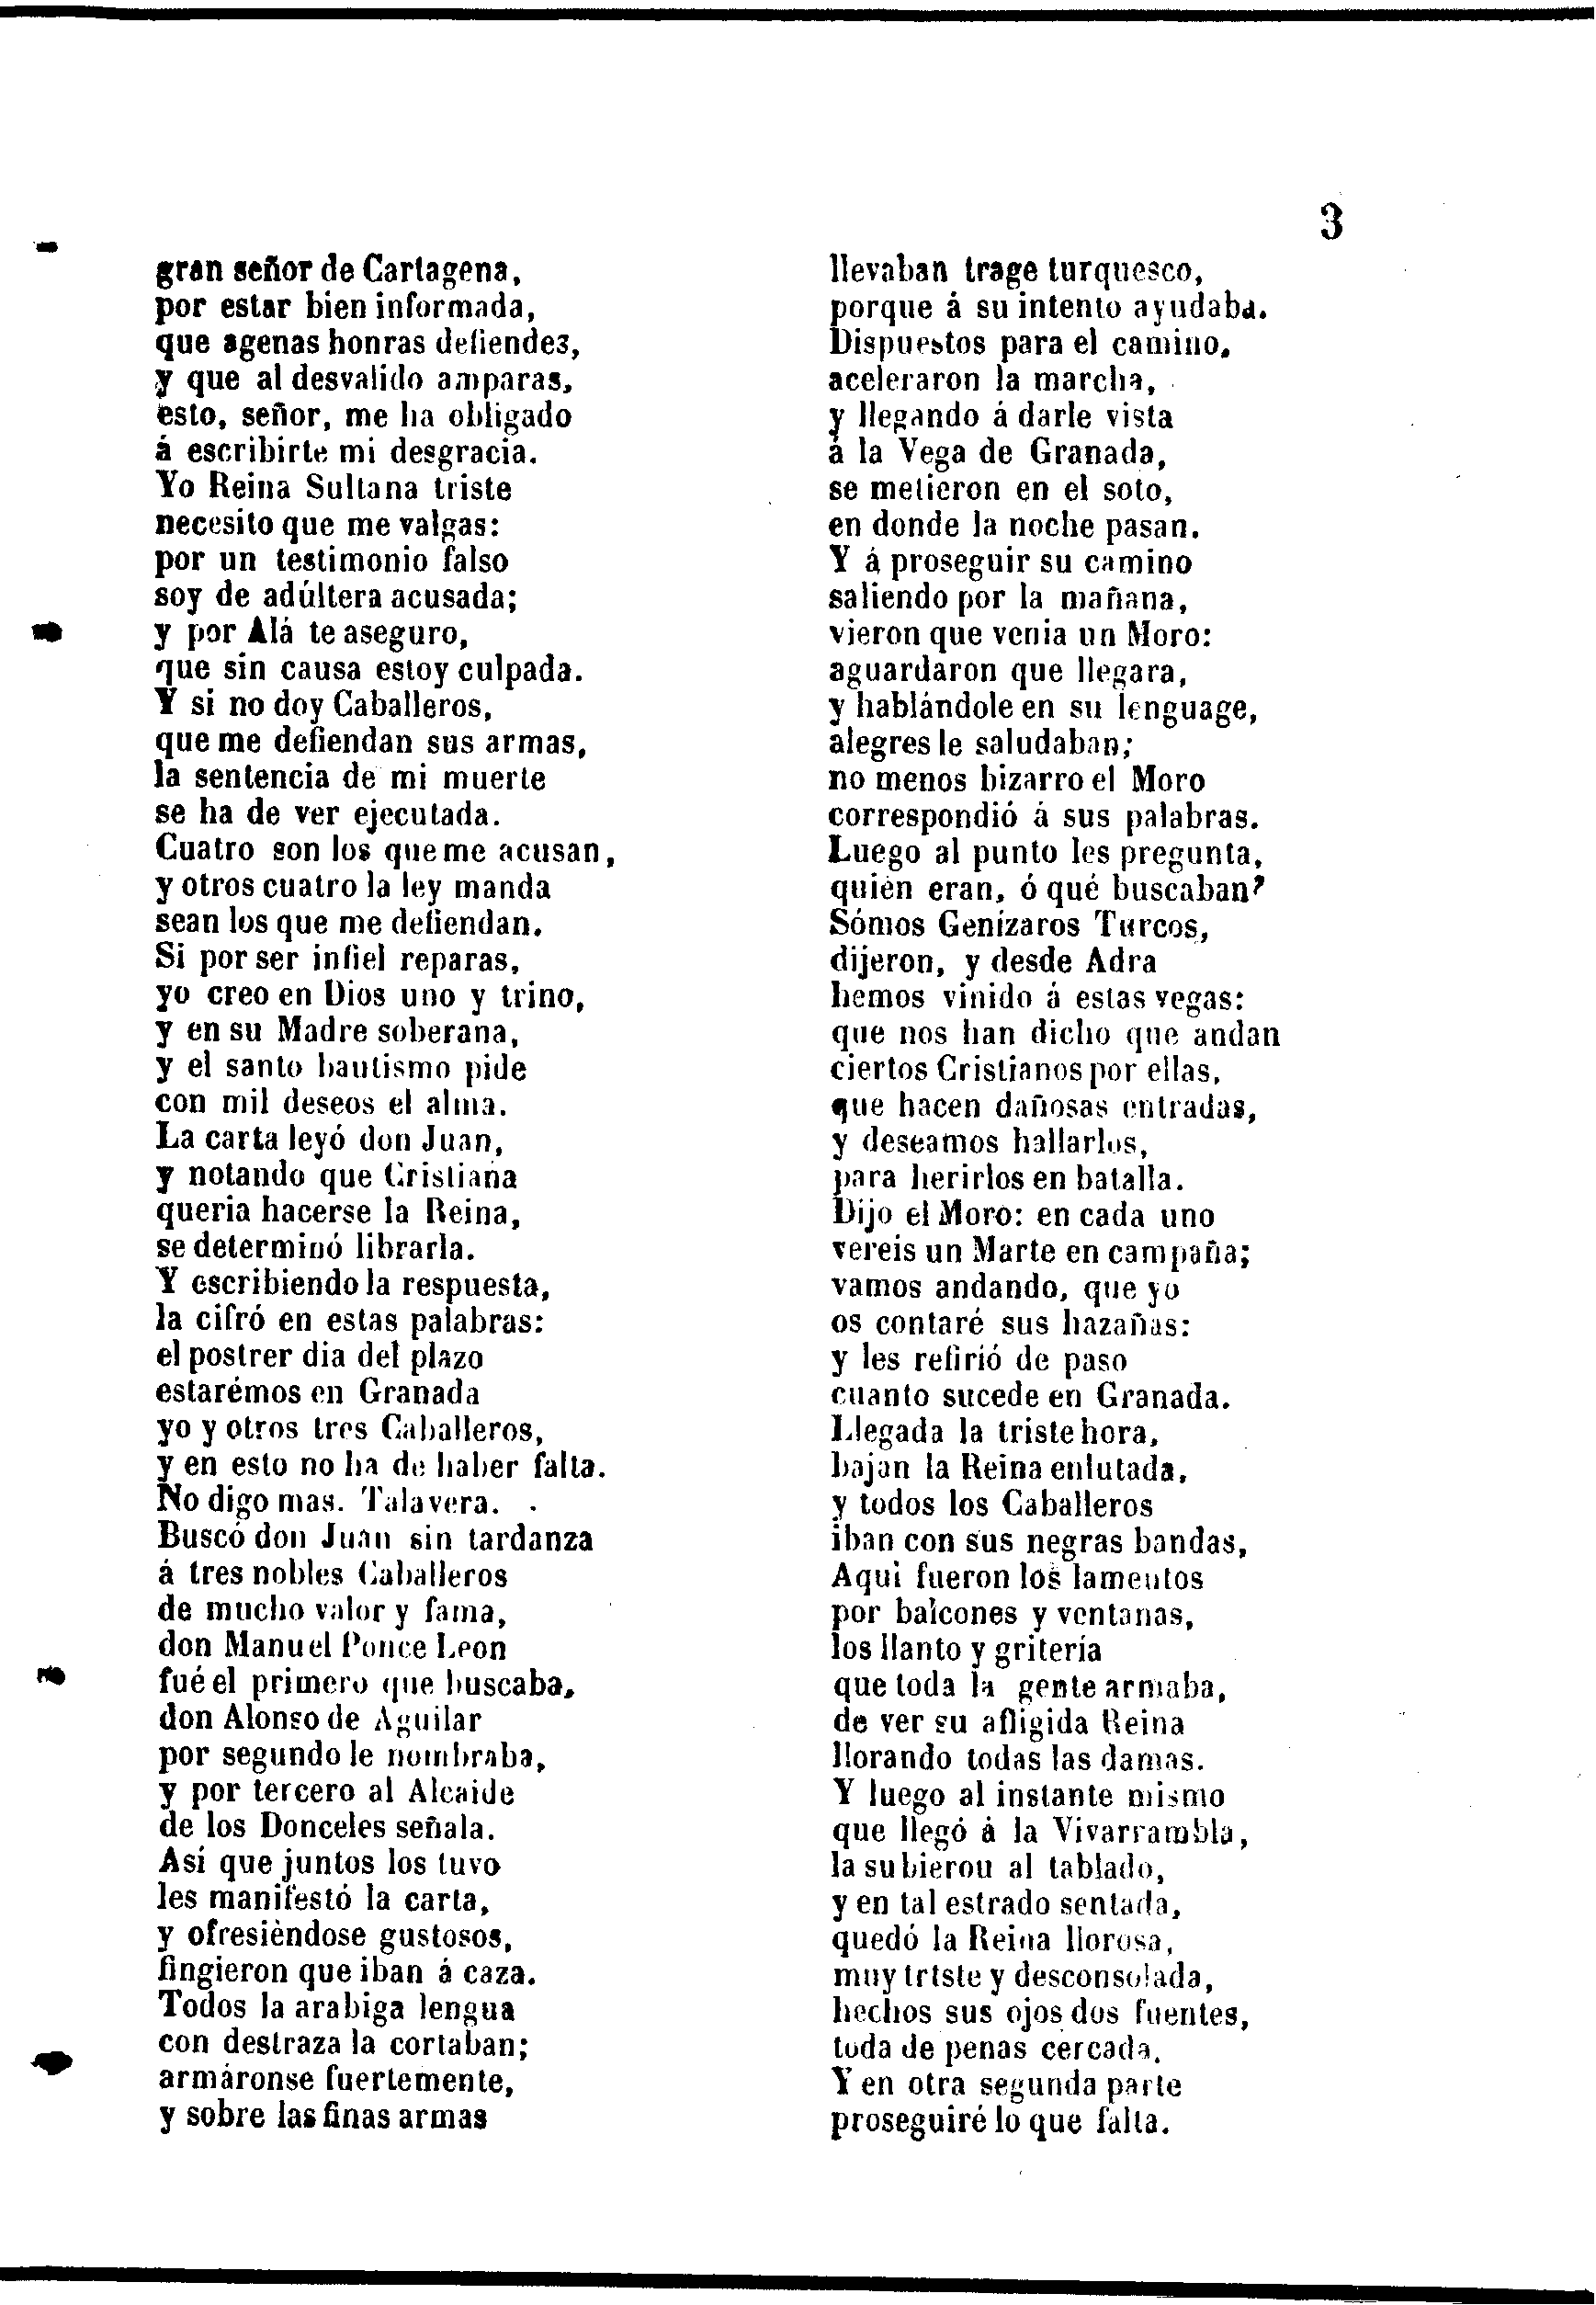 3
gran señor de Cartagena,
por estar bien informada,
que agenas honras defiendes,
y que al desvalido amparas,
esto, señor, me ha obligado
á escribirte mi desgracia.
Yo Reina Sultana triste
necesito que me valgas:
por un testimonio falso
soy de adúltera acusada;
y por Alá te aseguro,
que sin causa estoy culpada.
Y si no doy Caballeros,
que me defiendan sus armas,
la sentencia de mi muerte
se ha de ver ejecutada.
Cuatro son los que me acusan,
y otros cuatro la ley manda
sean los que me defiendan.
Si por ser infiel reparas,
yo creo en Dios uno y trino,
y en su Madre soberana,
y el santo bautismo pide
con mil deseos el alma.
La carta leyó don Juan,
y notando que Cristiana
queria hacerse la Reina,
se determinó librarla.
Y escribiendo la respuesta,
la cifró en estas palabras:
el postrer dia del plazo
estarémos en Granada
yo y otros tres Caballeros,
y en esto no ha de haber falta.
No digo mas. Talavera.
Buscó don Juan sin tardanza
á tres nobles Caballeros
de mucho valor y fama,
don Manuel Ponce Leon
fué el primero que buscaba,
don Alonso de Aguilar
por segundo le nombraba,
y por tercero al Alcaide
de los Donceles señala.
Así que juntos los tuvo
les manifestó la carta,
y ofresiéndose gustosos,
fingieron que iban á caza.
Todos la arabiga lengua
con destraza la cortaban;
armáronse fuertemente,
y sobre las finas armas
llevaban trage turquesco,
porque á su intento ayudaba.
Dispuestos para el camino,
aceleraron la marcha,
y llegando á darle vista
á la Vega de Granada,
se metieron en el soto,
en donde la noche pasan.
Y á proseguir su camino
saliendo por la mañana,
vieron que venia un Moro:
aguardaron que llegara,
y hablándole en su lenguage,
alegres le saludaban;
no menos bizarro el Moro
correspondió á sus palabras.
Luego al punto les pregunta,
quién eran, ó qué buscaban?
Sómos Genízaros Turcos,
dijeron, y desde Adra
hemos vinido á estas vegas:
que nos han dicho que andan
ciertos Cristianos por ellas,
que hacen dañosas entradas,
y deseamos hallarlos,
para herirlos en batalla.
Dijo el Moro: en cada uno
vereis un Marte en campaña;
vamos andando, que yo
os contaré sus hazañas:
y les refirió de paso
cuanto sucede en Granada.
Llegada la triste hora,
bajan la Reina enlutada,
y todos los Caballeros
iban con sus negras bandas,
Aqui fueron los lamentos
por balcones y ventanas,
los llanto y gritería
que toda la gente armaba,
de ver su afligida Reina
llorando todas las damas.
Y luego al instante mismo
que llegó á la Vivarrambla,
la subieron al tablado,
y en tal estrado sentada,
quedó la Reina llorosa,
muy trtste y desconsolada,
hechos sus ojos dos fuentes,
toda de penas cercada.
Y en otra segunda parte
proseguiré lo que falta.